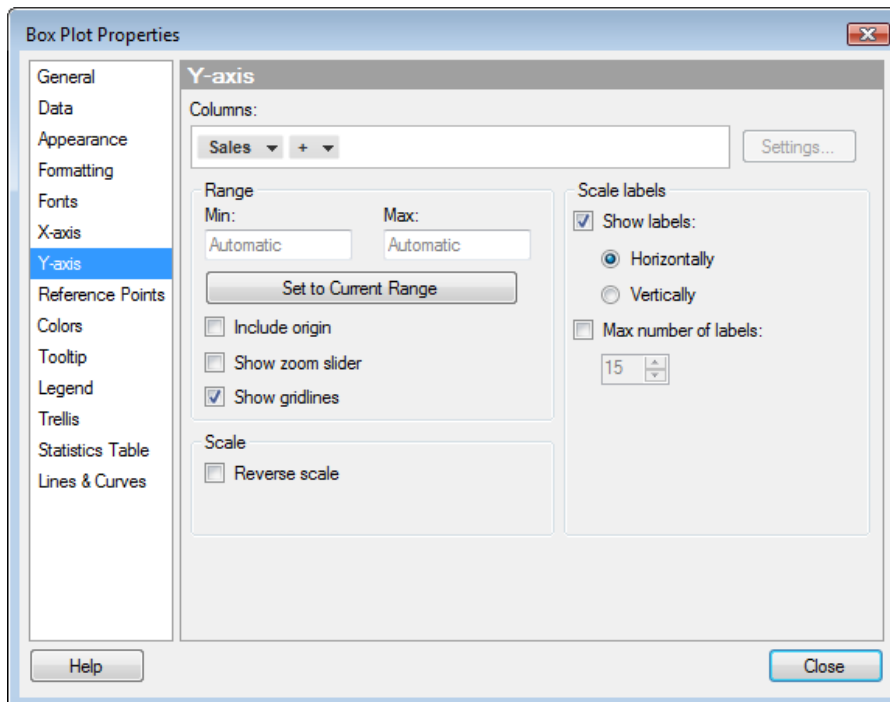 Box Plot Properties
General
Data
Appearance
Formatting
Fonts
X-axis
Y-axis
Reference Points
Colors
Tooltip
Legend
Trellis
Statistics Table
Lines & Curves
Y-axis
Columns:
Sales +
Settings...
Range
Min: Max:
Automatic Automatic
Set to Current Range
Include origin
Show zoom slider
Show gridlines
Scale
Reverse scale
Scale labels
Show labels:
Horizontally
Vertically
Max number of labels:
15
Help Close